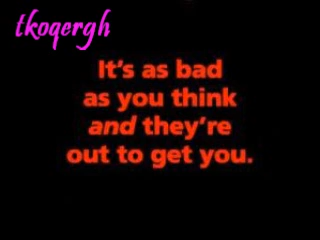 tkoqergh
It's as bad
as you think
and they're
out to get you.